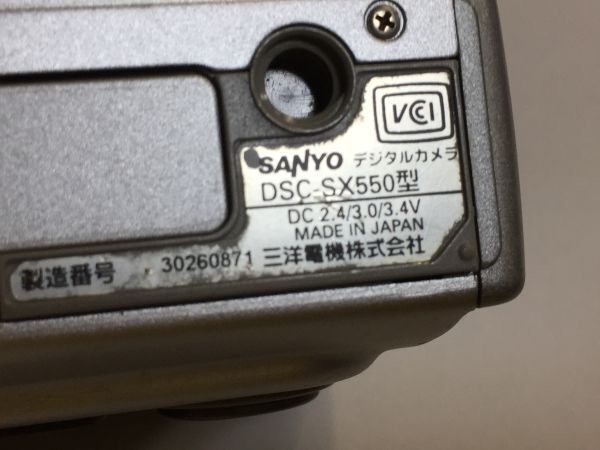 VCCI
SANYO デジタルカメラ
DSC-SX550型
DC 2.4/3.0/3.4V
MADE IN JAPAN
製造番号 30260871 三洋電機株式会社